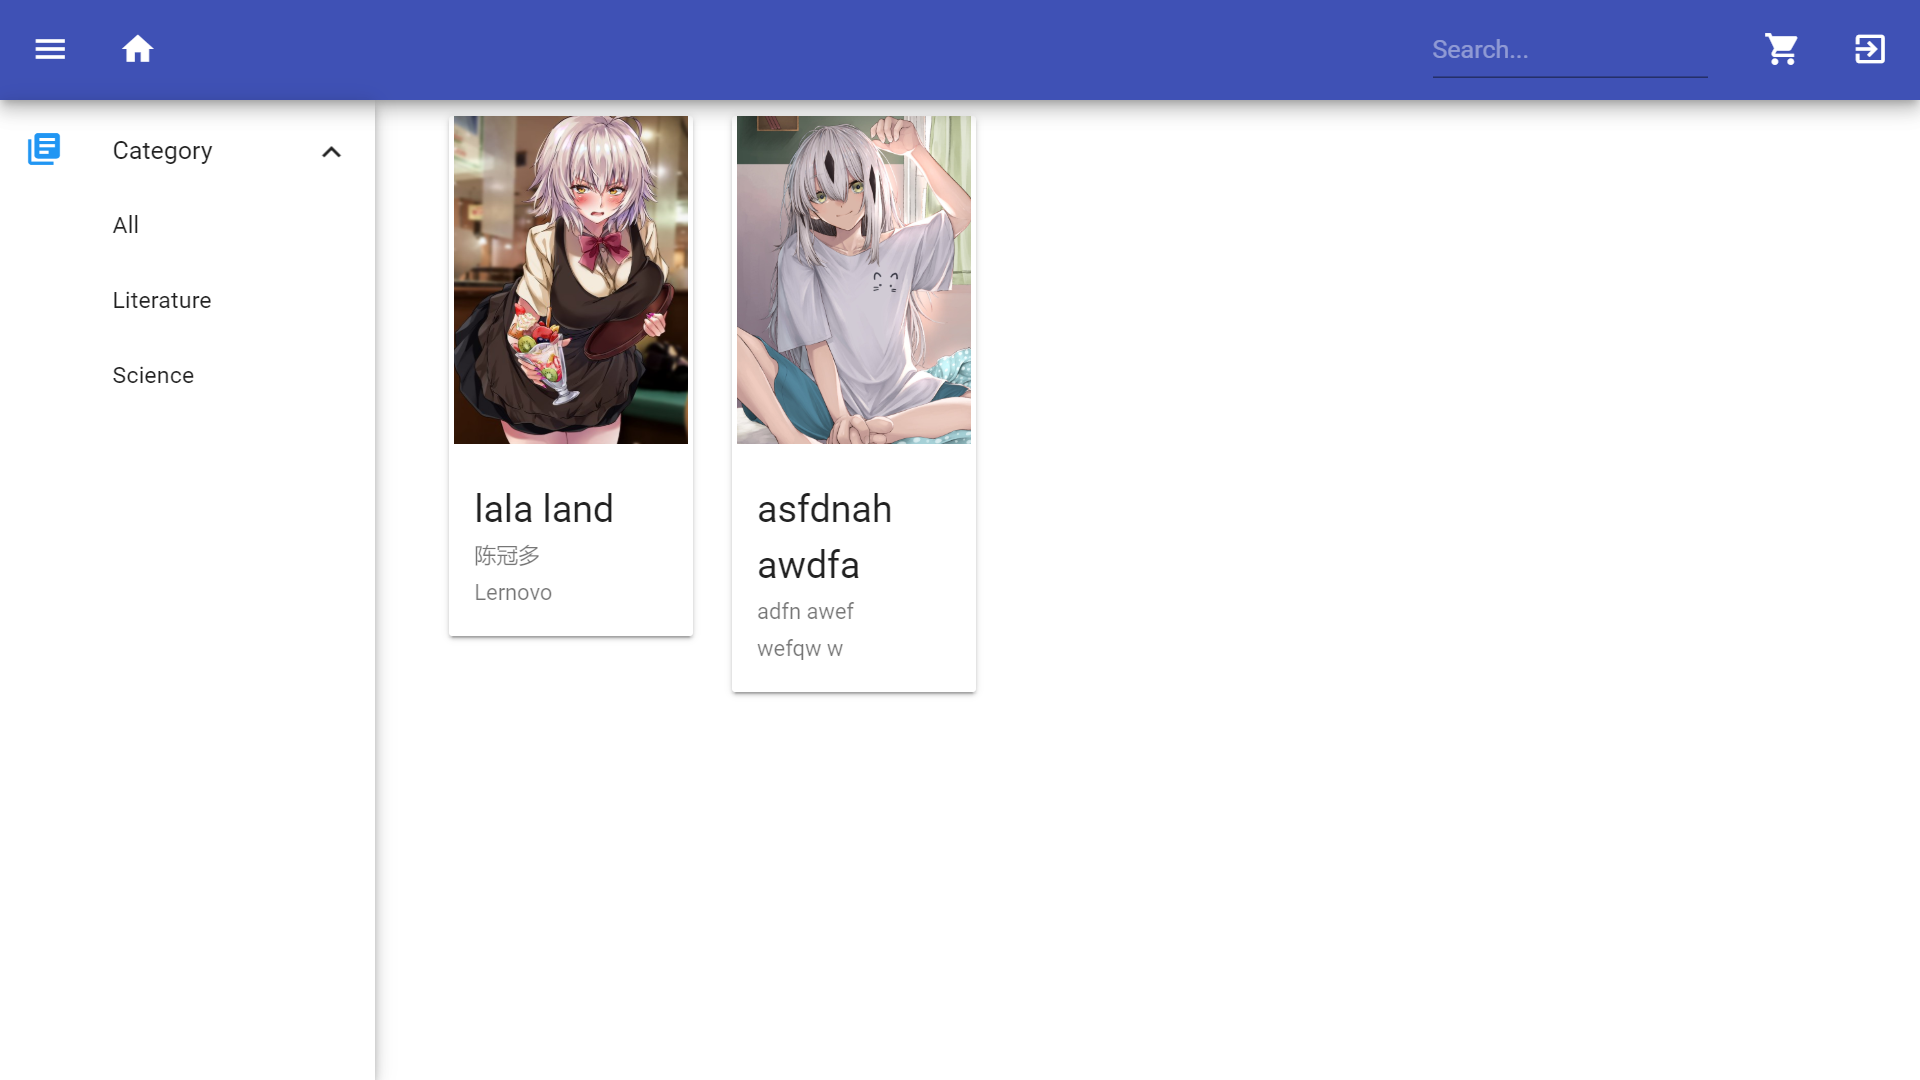 Search...
Category
All
Literature
Science
lala land
陈冠多
Lernovo
asfdnah
awdfa
adfn awef
wefqw w